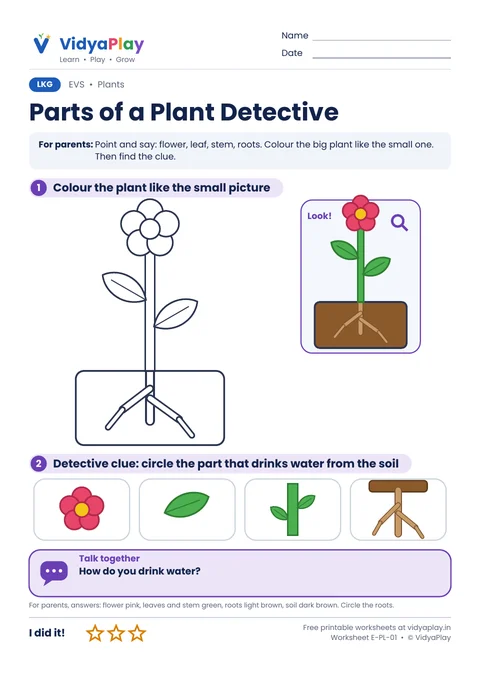 VidyaPlay
Learn • Play • Grow
Name
Date
LKG EVS • Plants
Parts of a Plant Detective
For parents: Point and say: flower, leaf, stem, roots. Colour the big plant like the small one.
Then find the clue.
1 Colour the plant like the small picture
Look!
2 Detective clue: circle the part that drinks water from the soil
Talk together
How do you drink water?
For parents, answers: flower pink, leaves and stem green, roots light brown, soil dark brown. Circle the roots.
I did it!
Free printable worksheets at vidyaplay.in
Worksheet E-PL-01 • © VidyaPlay